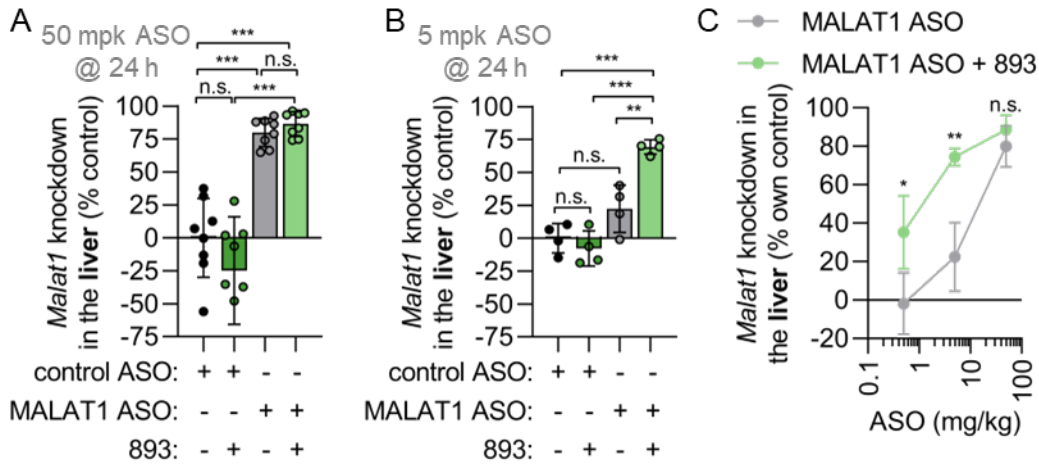 A
50 mpk ASO
@ 24 h
***
***
n.s.
n.s.
***
100
75
50
25
0
-25
-50
-75
Malat1 knockdown
in the liver (% control)
control ASO: + + - -
MALAT1 ASO: - - + +
893: - + - +
B
5 mpk ASO
@ 24 h
***
***
**
n.s.
n.s.
100
75
50
25
0
-25
-50
-75
Malat1 knockdown
in the liver (% control)
control ASO: + + - -
MALAT1 ASO: - - + +
893: - + - +
C
MALAT1 ASO
MALAT1 ASO + 893
n.s.
**
*
100
80
60
40
20
0
-20
Malat1 knockdown in
the liver (% own control)
0.1
1
10
100
ASO (mg/kg)